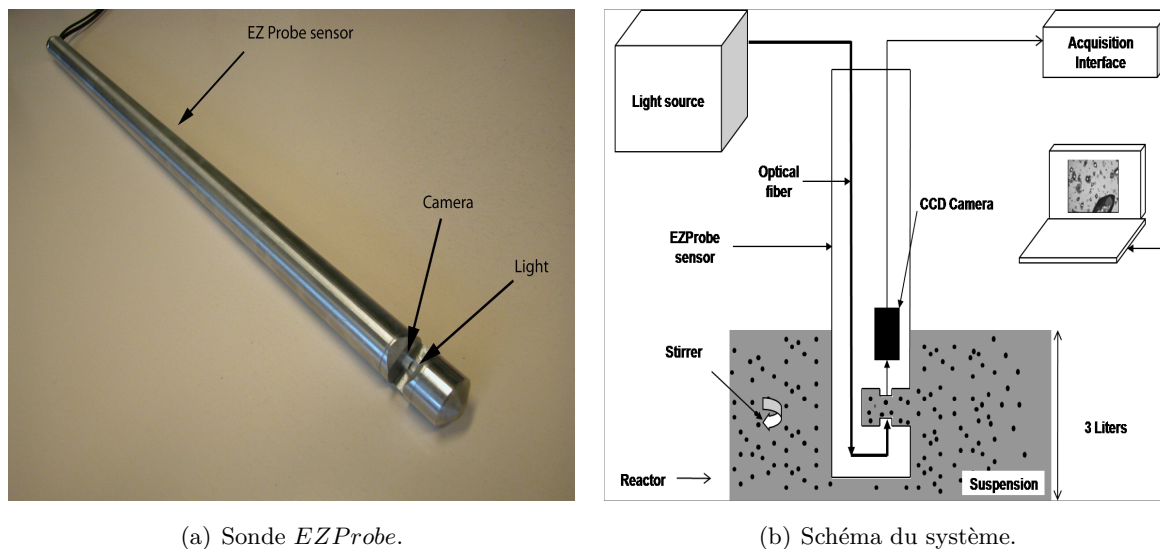 EZ Probe sensor
Camera
Light
(a) Sonde EZProbe.
Light source
Acquisition
Interface
Optical
fiber
CCD Camera
EZProbe
sensor
Stirrer
3 Liters
Reactor
Suspension
(b) Schéma du système.